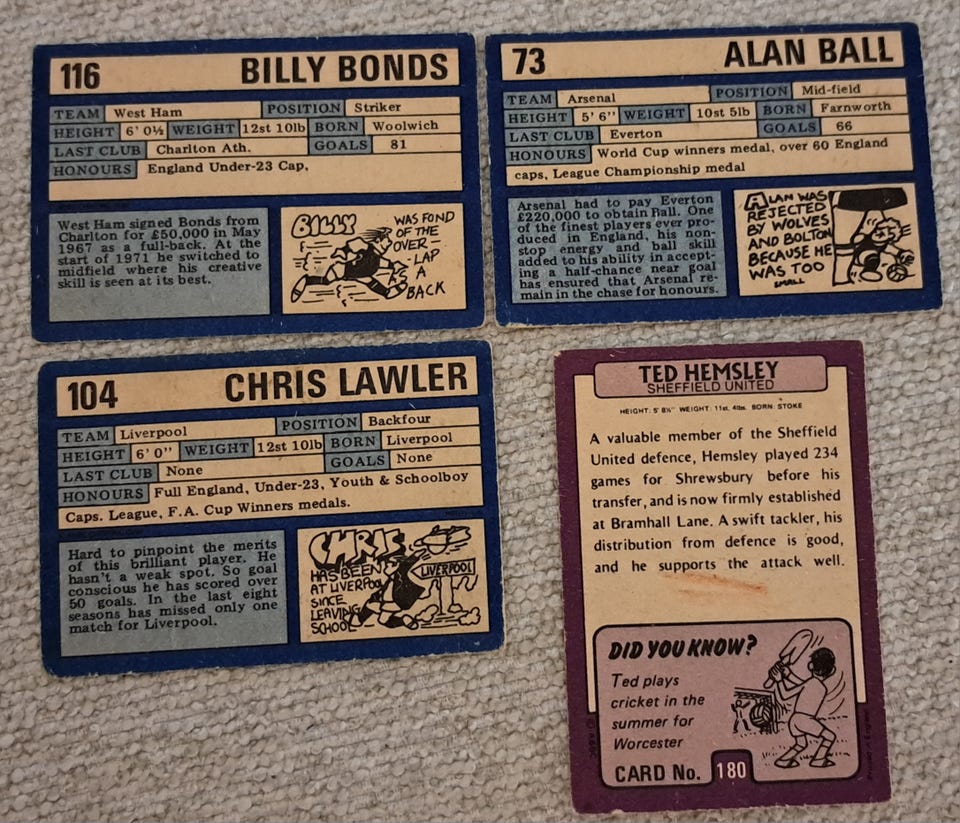 116 BILLY BONDS
TEAM West Ham POSITION Striker
HEIGHT 6' 0½ WEIGHT 12st 10lb BORN Woolwich
LAST CLUB Charlton Ath. GOALS 81
HONOURS England Under-23 Cap,
West Ham signed Bonds from
Charlton for £50,000 in May
1967 as a full-back. At the
start of 1971 he switched to
midfield where his creative
skill is seen at its best.
BILLY WAS FOND
OF THE
OVER-
-LAP
A
BACK
73 ALAN BALL
TEAM Arsenal POSITION Mid-field
HEIGHT 5' 6" WEIGHT 10st 5lb BORN Farnworth
LAST CLUB Everton GOALS 66
HONOURS World Cup winners medal, over 60 England
caps, League Championship medal
Arsenal had to pay Everton
£220,000 to obtain Ball. One
of the finest players ever pro-
duced in England, his non-
stop energy and ball skill
added to his ability in accept-
ing a half-chance near goal
has ensured that Arsenal re-
main in the chase for honours.
ALAN WAS
REJECTED
BY WOLVES
AND BOLTON
BECAUSE HE
WAS TOO
SMALL
104 CHRIS LAWLER
TEAM Liverpool POSITION Backfour
HEIGHT 6' 0" WEIGHT 12st 10lb BORN Liverpool
LAST CLUB None GOALS None
HONOURS Full England, Under-23, Youth & Schoolboy
Caps. League, F.A. Cup Winners medals.
Hard to pinpoint the merits
of this brilliant player. He
hasn't a weak spot. So goal
conscious he has scored over
50 goals. In the last eight
seasons has missed only one
match for Liverpool.
CHRIS
HAS BEEN
AT LIVERPOOL
SINCE
LEAVING
SCHOOL
LIVERPOOL
TED HEMSLEY
SHEFFIELD UNITED
HEIGHT: 5' 8½" WEIGHT: 11st. 4lbs. BORN: STOKE
A valuable member of the Sheffield
United defence, Hemsley played 234
games for Shrewsbury before his
transfer, and is now firmly established
at Bramhall Lane. A swift tackler, his
distribution from defence is good,
and he supports the attack well.
DID YOU KNOW?
Ted plays
cricket in the
summer for
Worcester
CARD No. 180